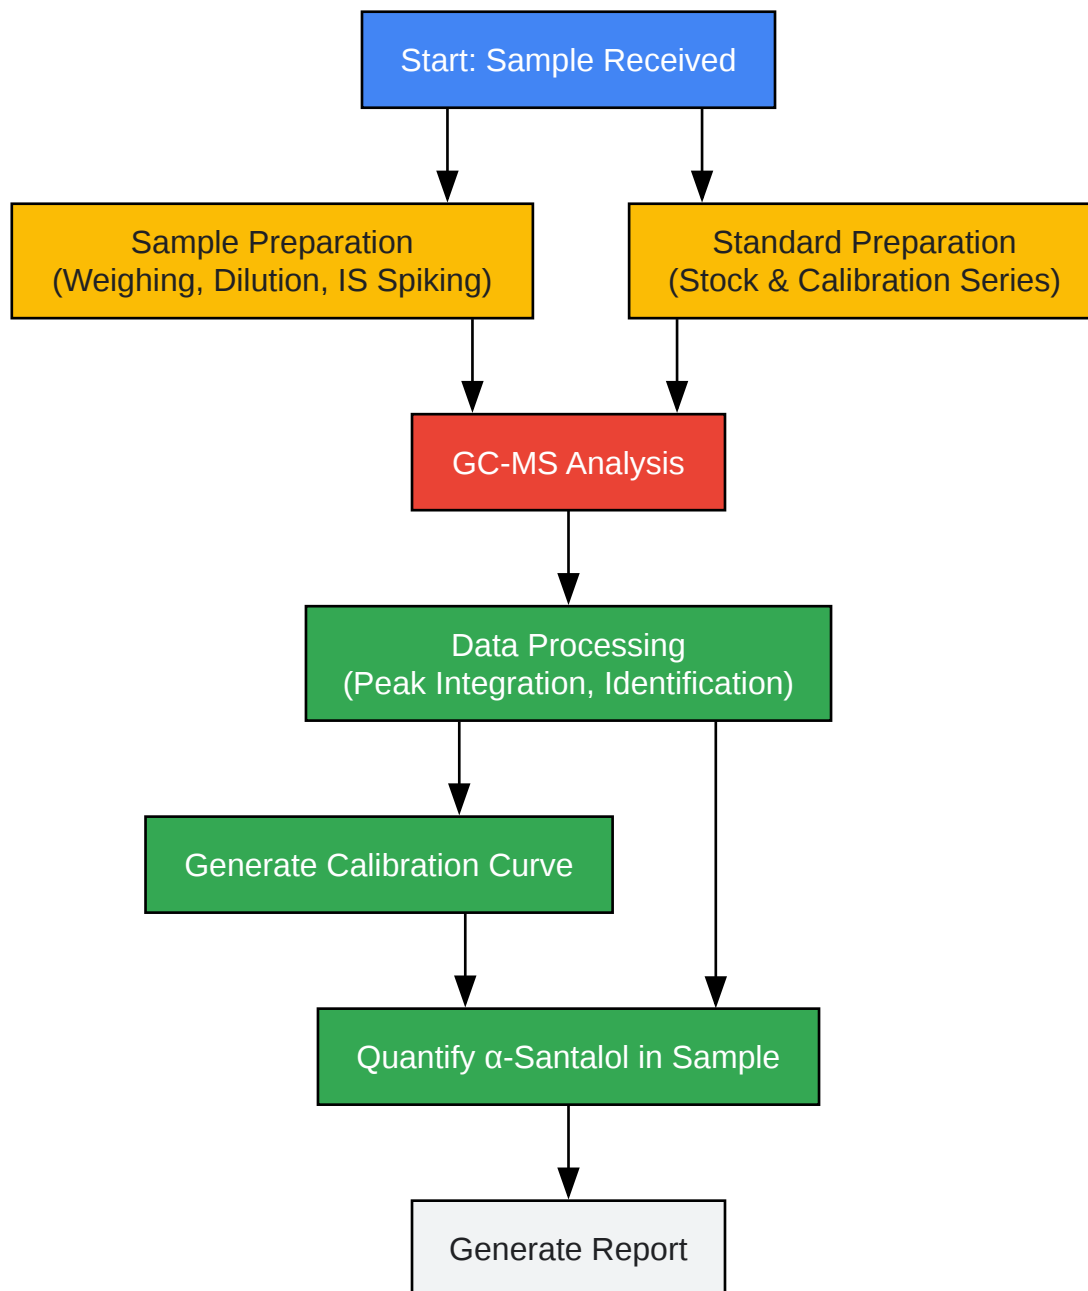 Start: Sample Received
Sample Preparation
(Weighing, Dilution, IS Spiking)
Standard Preparation
(Stock & Calibration Series)
GC-MS Analysis
Data Processing
(Peak Integration, Identification)
Generate Calibration Curve
Quantify α-Santalol in Sample
Generate Report